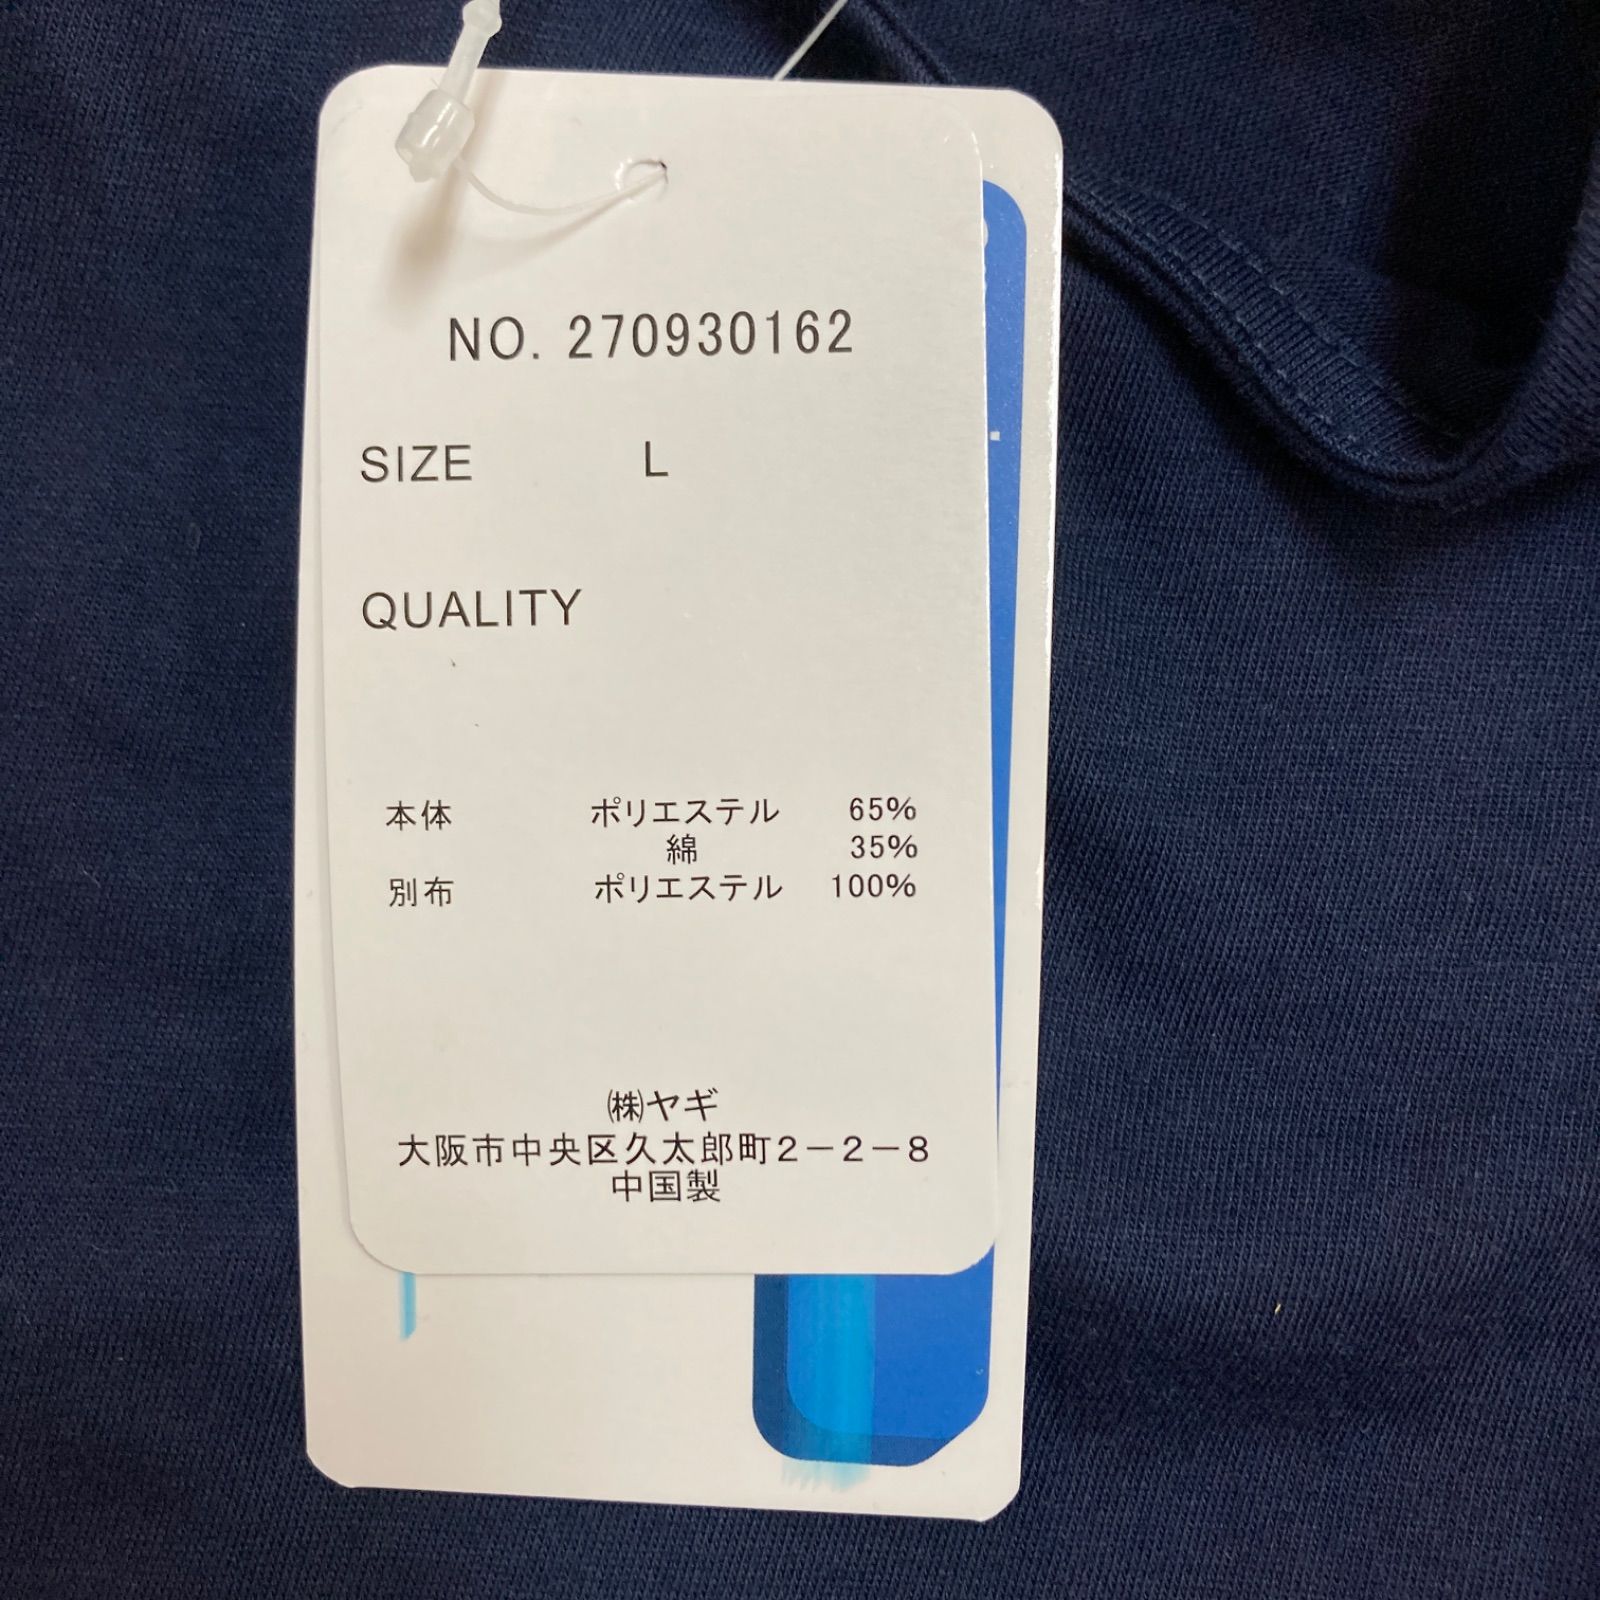 NO. 270930162
SIZE L
QUALITY
本体 ポリエステル 65%
綿 35%
別布 ポリエステル 100%
㈱ヤギ
大阪市中央区久太郎町2－2－8
中国製